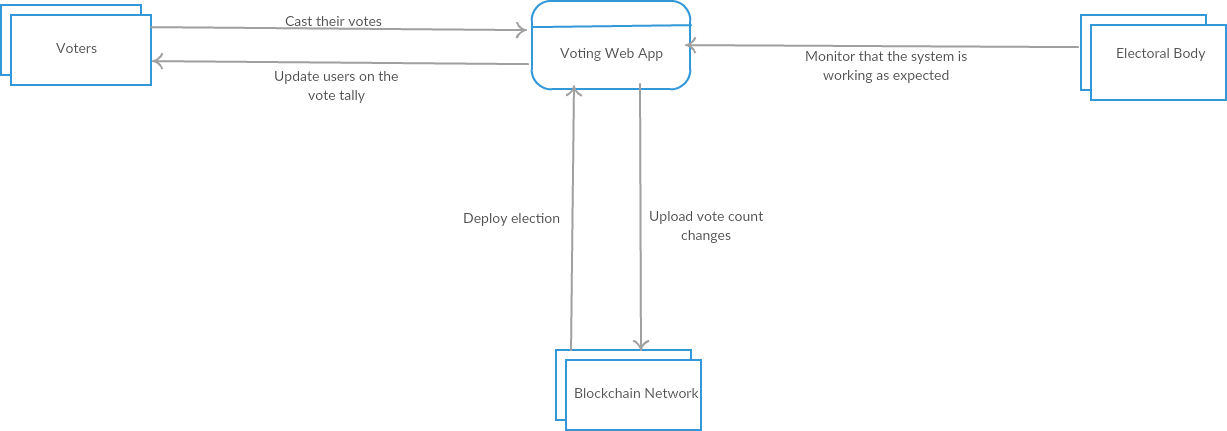 Cast their votes
Voters
Voting Web App
Electoral Body
Monitor that the system is
working as expected
Update users on the
vote tally
Deploy election
Upload vote count
changes
Blockchain Network